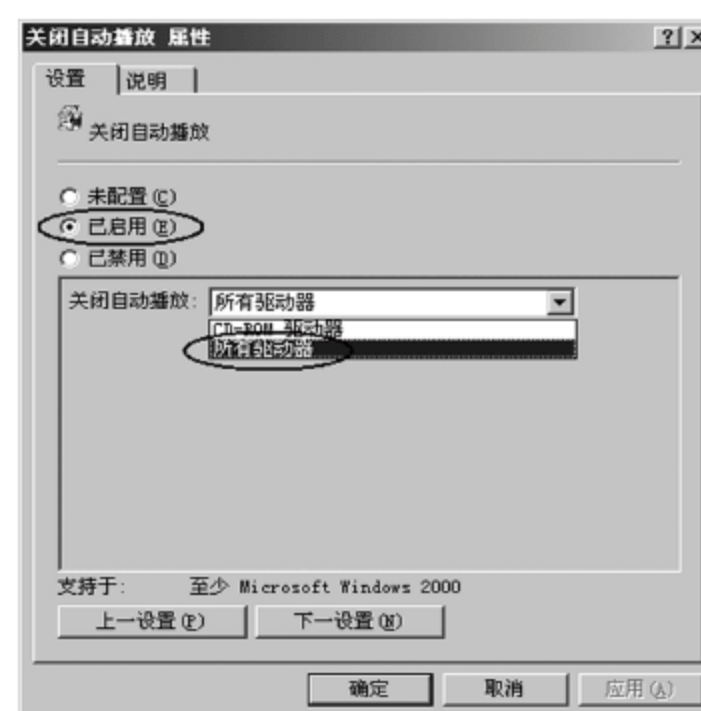 关闭自动播放 属性
设置 说明
关闭自动播放
未配置(C)
已启用(E)
已禁用(D)
关闭自动播放: 所有驱动器
CD-ROM 驱动器
所有驱动器
支持于: 至少 Microsoft Windows 2000
上一设置(P) 下一设置(N)
确定 取消 应用(A)